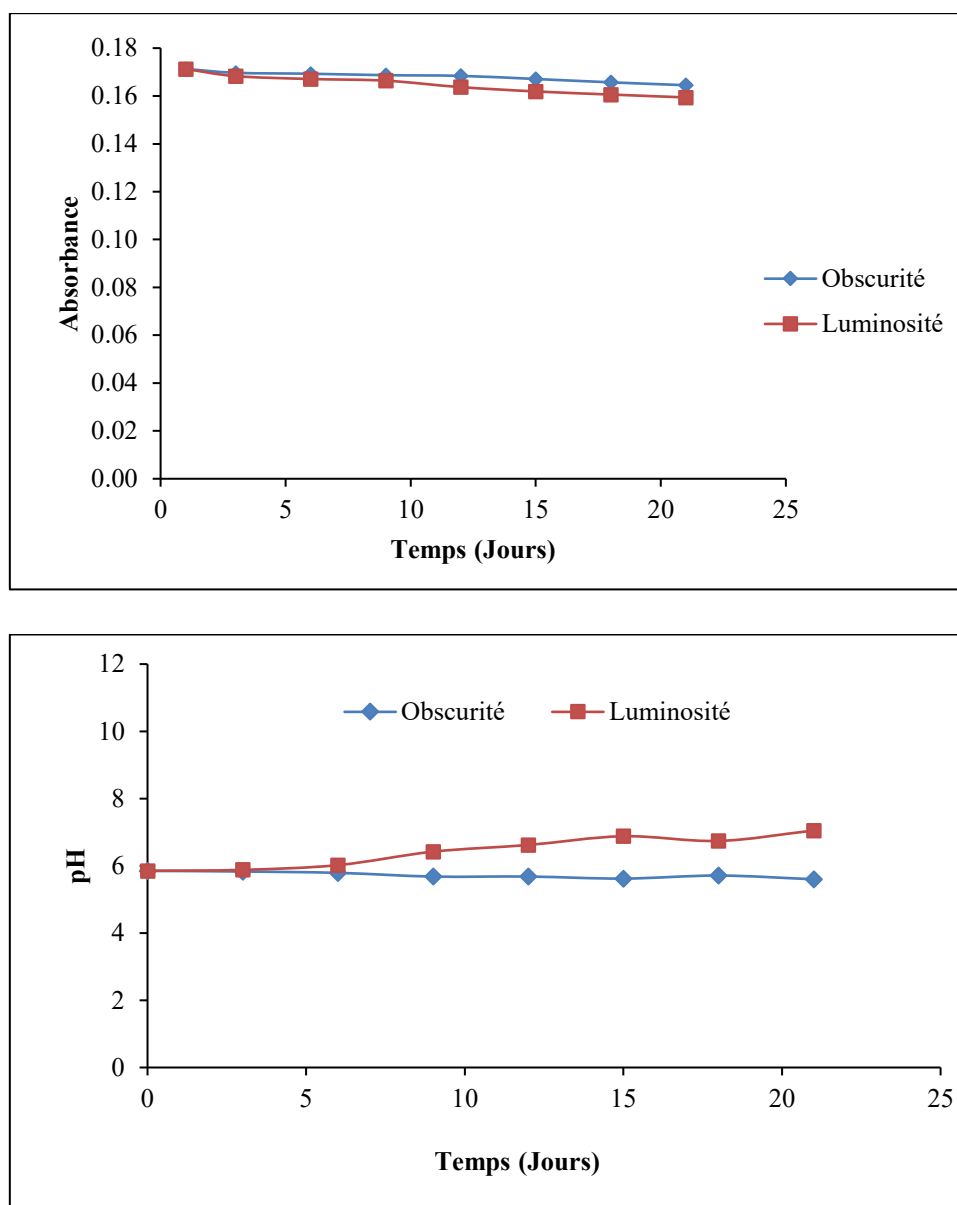 0.18
0.16
0.14
0.12
0.10
0.08
0.06
0.04
0.02
0.00
Absorbance
0 5 10 15 20 25
Temps (Jours)
Obscurité
Luminosité
12
10
8
6
4
2
0
pH
Obscurité Luminosité
0 5 10 15 20 25
Temps (Jours)